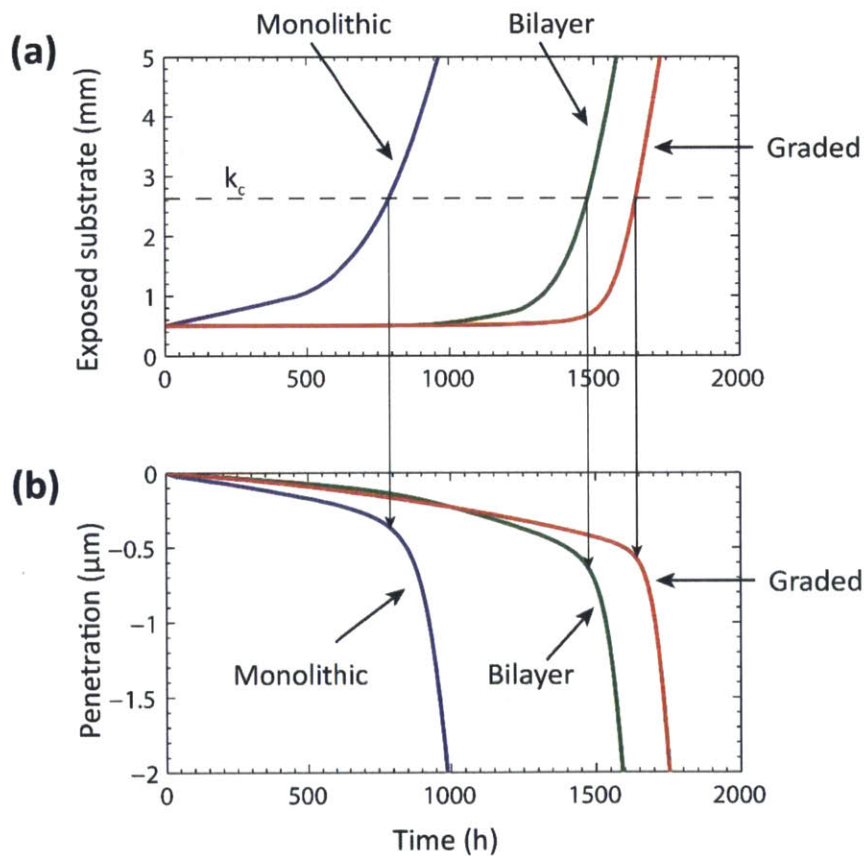 Monolithic
Bilayer
(a)
Exposed substrate (mm)
5
4
3
2
1
0
k_c
Graded
0 500 1000 1500 2000
(b)
Penetration (μm)
0
−0.5
−1
−1.5
−2
Graded
Monolithic
Bilayer
0 500 1000 1500 2000
Time (h)